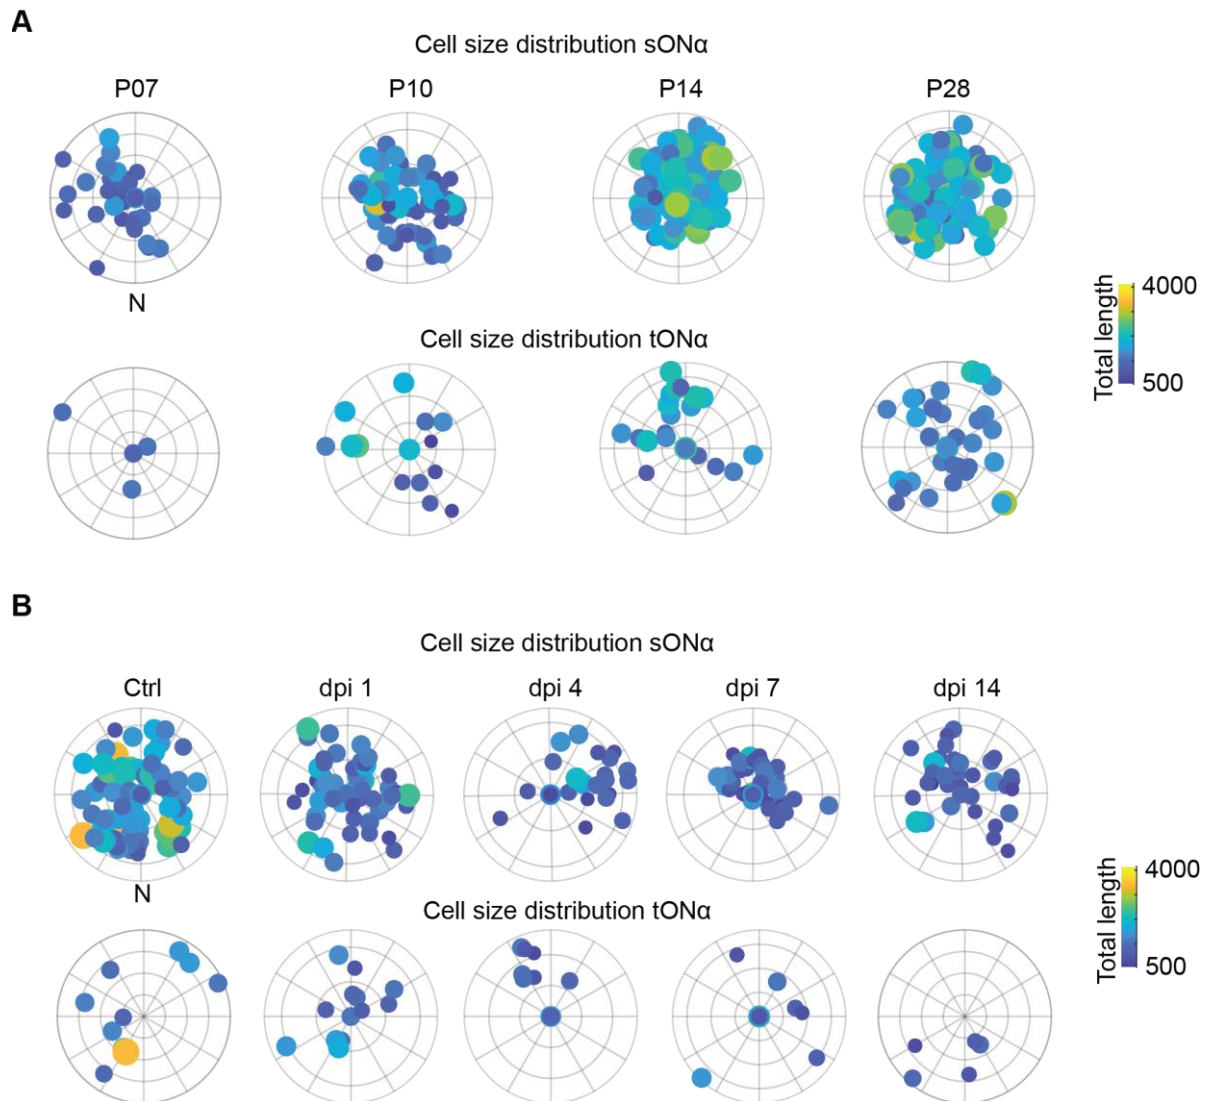 A
Cell size distribution sONα
P07 P10 P14 P28
N
Total length 4000 500
Cell size distribution tONα
B
Cell size distribution sONα
Ctrl dpi 1 dpi 4 dpi 7 dpi 14
N
Total length 4000 500
Cell size distribution tONα